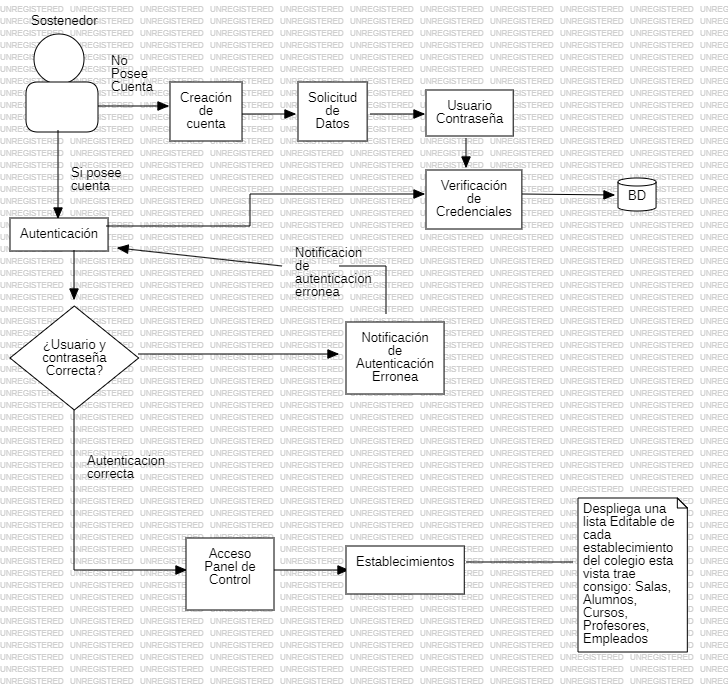 Sostenedor
No
Posee
Cuenta
Creación
de
cuenta
Solicitud
de
Datos
Usuario
Contraseña
Si posee
cuenta
Verificación
de
Credenciales
BD
Autenticación
Notificacion
de
autenticacion
erronea
¿Usuario y
contraseña
Correcta?
Notificación
de
Autenticación
Erronea
Autenticacion
correcta
Acceso
Panel de
Control
Establecimientos
Despliega una
lista Editable de
cada
establecimiento
del colegio esta
vista trae
consigo: Salas,
Alumnos,
Cursos,
Profesores,
Empleados
UNREGISTERED